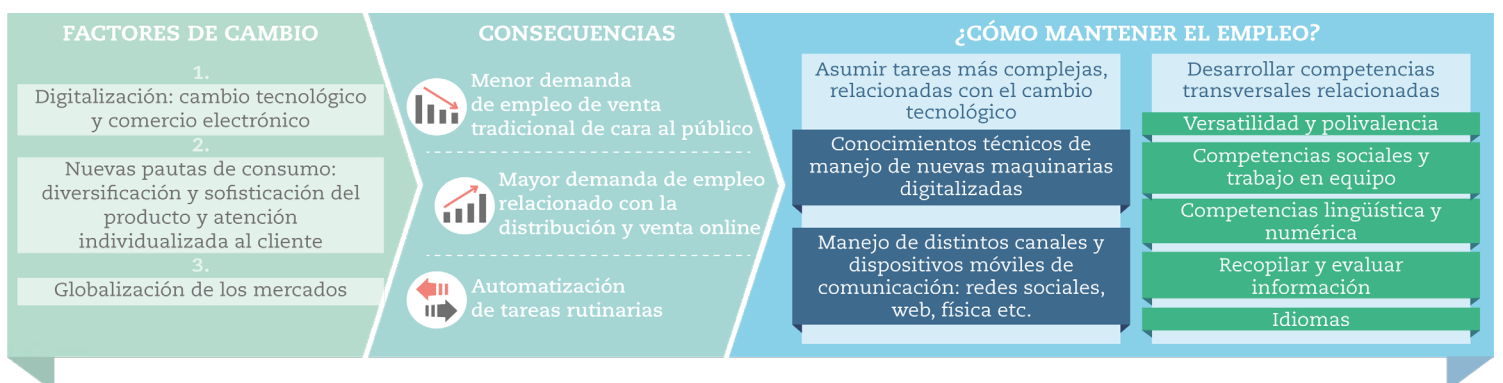 FACTORES DE CAMBIO
1.
Digitalización: cambio tecnológico
y comercio electrónico
2.
Nuevas pautas de consumo:
diversificación y sofisticación del
producto y atención
individualizada al cliente
3.
Globalización de los mercados
CONSECUENCIAS
Menor demanda
de empleo de venta
tradicional de cara al público
Mayor demanda de empleo
relacionado con la
distribución y venta online
Automatización
de tareas rutinarias
¿CÓMO MANTENER EL EMPLEO?
Asumir tareas más complejas,
relacionadas con el cambio
tecnológico
Conocimientos técnicos de
manejo de nuevas maquinarias
digitalizadas
Manejo de distintos canales y
dispositivos móviles de
comunicación: redes sociales,
web, física etc.
Desarrollar competencias
transversales relacionadas
Versatilidad y polivalencia
Competencias sociales y
trabajo en equipo
Competencias lingüística y
numérica
Recopilar y evaluar
información
Idiomas